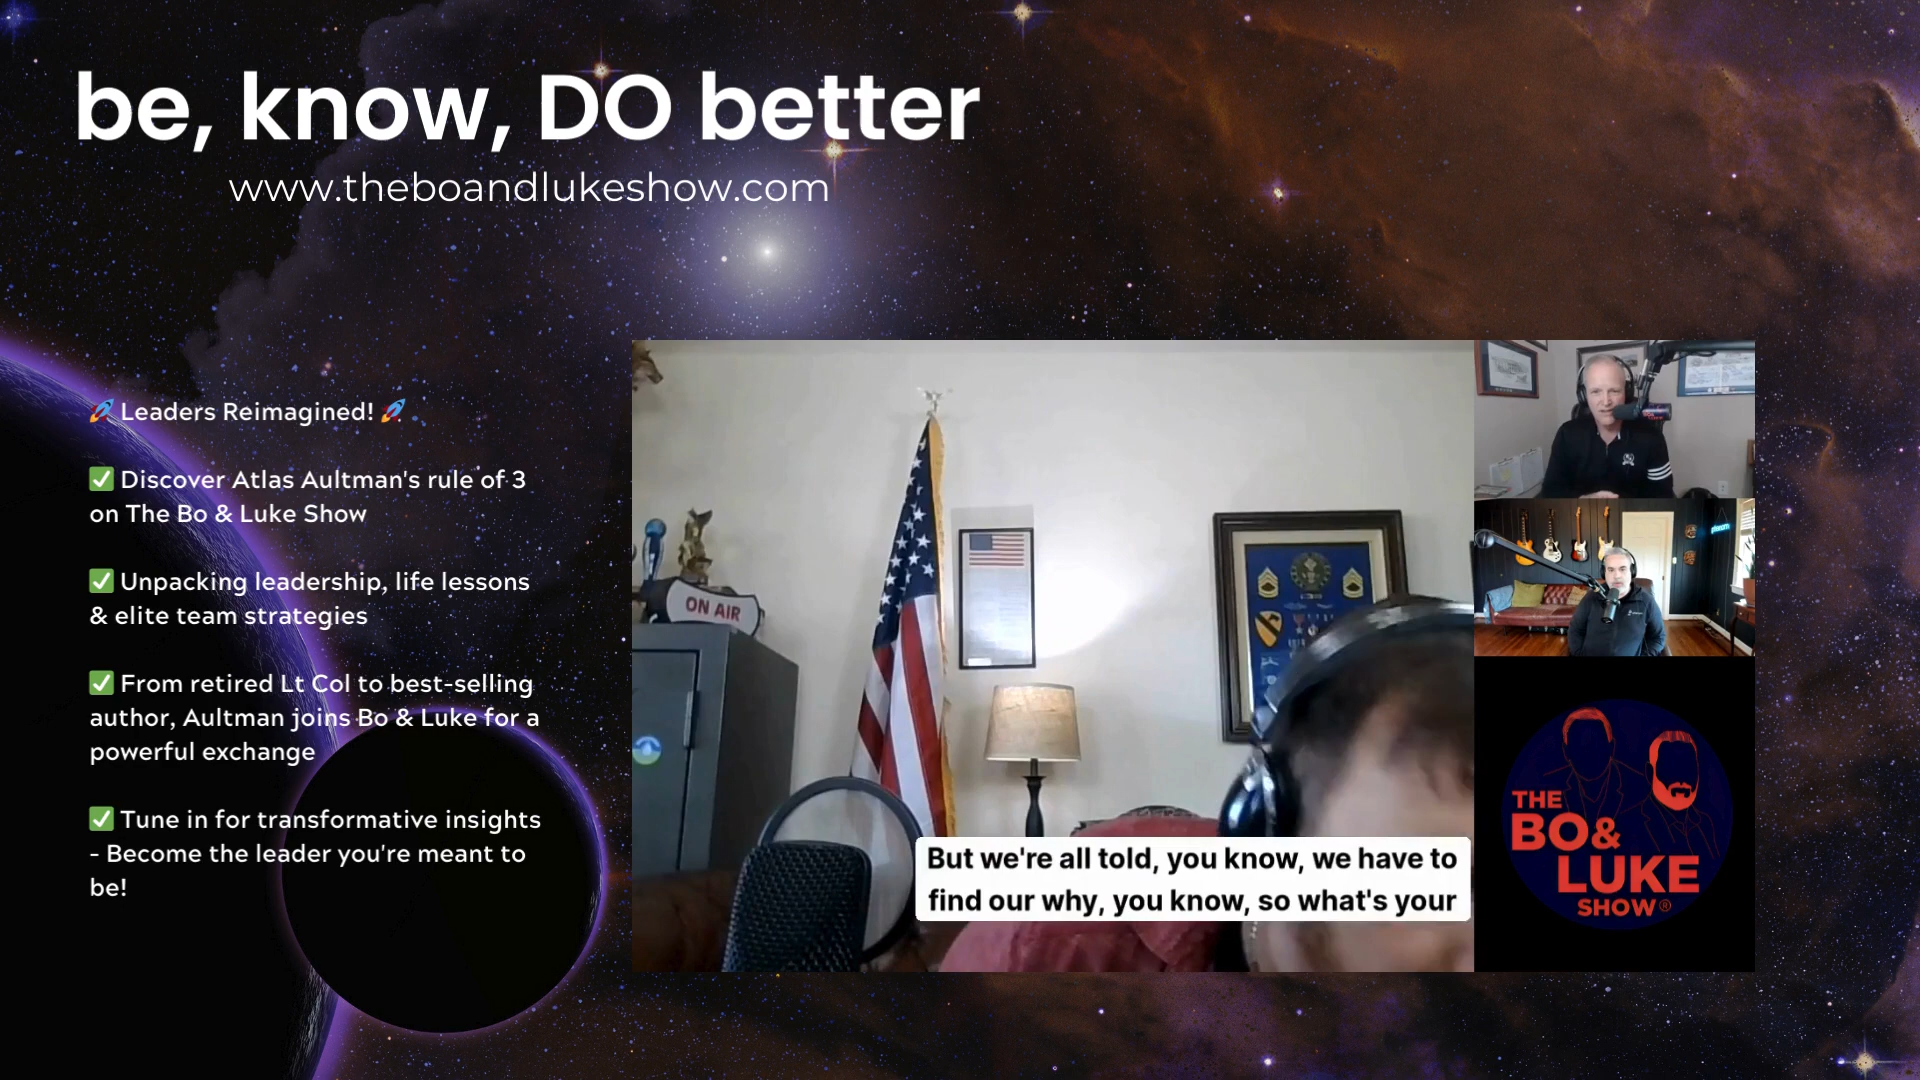 be, know, DO better
www.theboandlukeshow.com
🚀 Leaders Reimagined! 🚀
✅ Discover Atlas Aultman's rule of 3
on The Bo & Luke Show
✅ Unpacking leadership, life lessons
& elite team strategies
✅ From retired Lt Col to best-selling
author, Aultman joins Bo & Luke for a
powerful exchange
✅ Tune in for transformative insights
- Become the leader you're meant to
be!
ON AIR
But we're all told, you know, we have to
find our why, you know, so what's your
THE
BO&
LUKE
SHOW®